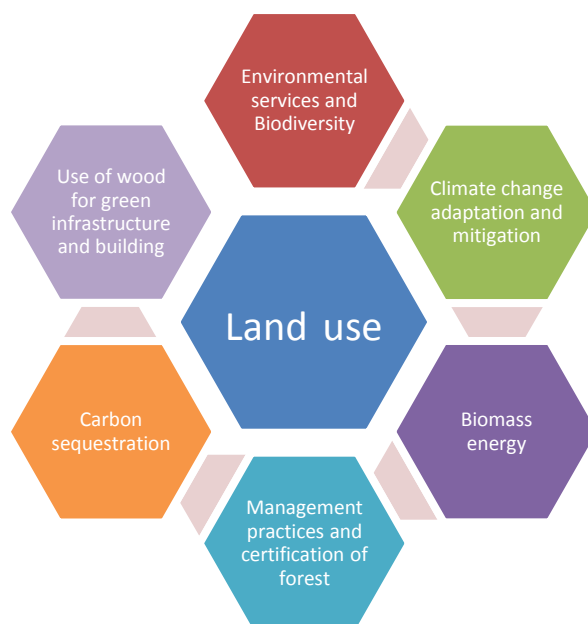 Environmental
services and
Biodiversity
Climate change
adaptation and
mitigation
Biomass
energy
Management
practices and
certification of
forest
Carbon
sequestration
Use of wood
for green
infrastructure
and building
Land use